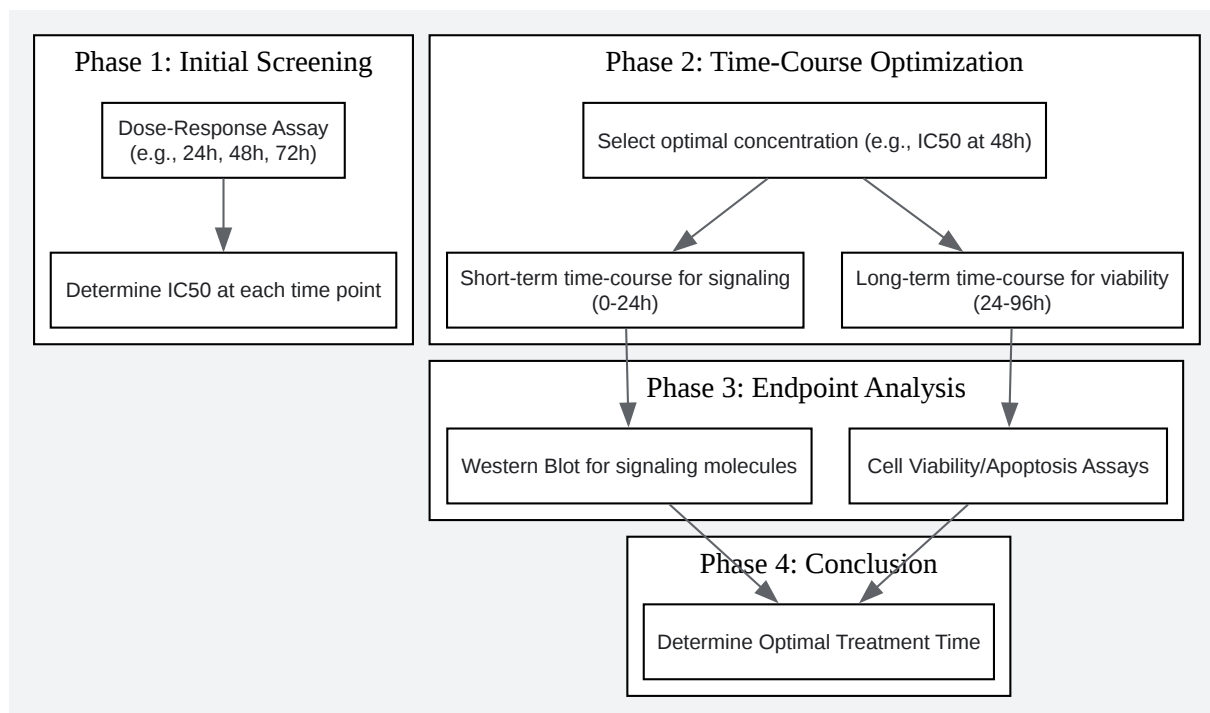 Phase 1: Initial Screening
Dose-Response Assay
(e.g., 24h, 48h, 72h)
Determine IC50 at each time point
Phase 2: Time-Course Optimization
Select optimal concentration (e.g., IC50 at 48h)
Short-term time-course for signaling
(0-24h)
Long-term time-course for viability
(24-96h)
Phase 3: Endpoint Analysis
Western Blot for signaling molecules
Cell Viability/Apoptosis Assays
Phase 4: Conclusion
Determine Optimal Treatment Time